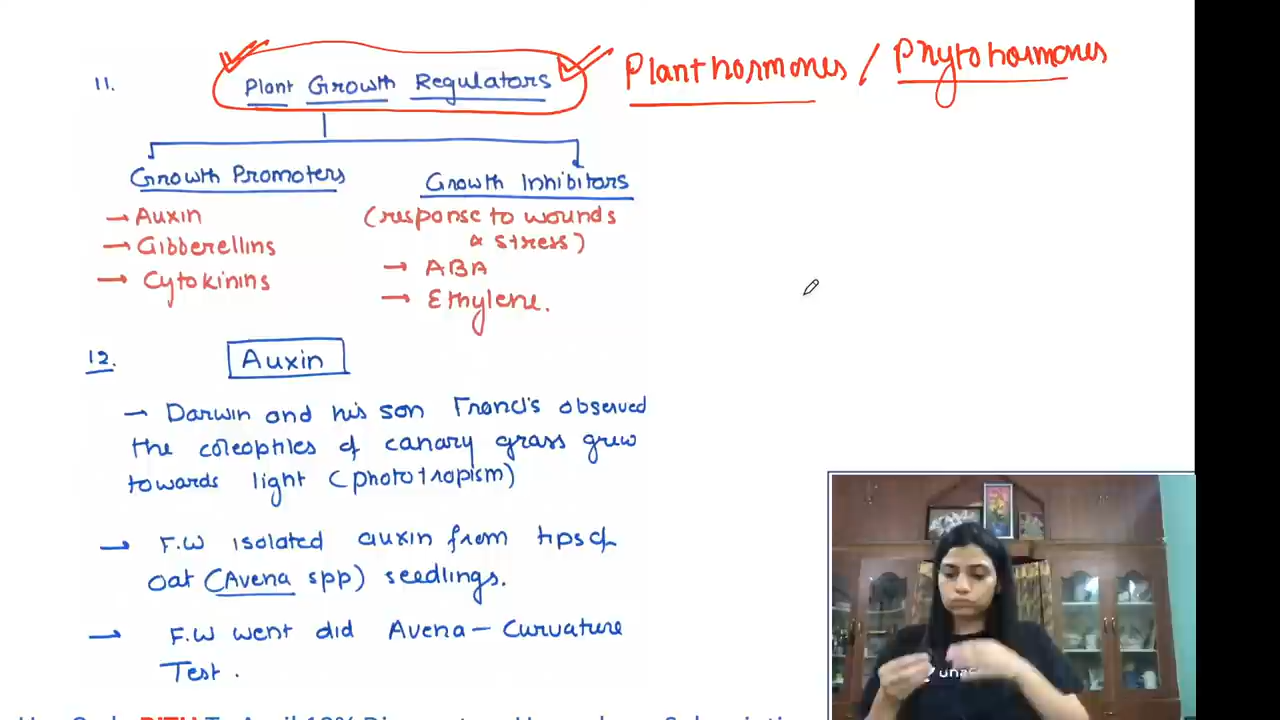 11. Plant Growth Regulators Plant hormones / Phytohormones
Growth Promoters
→ Auxin
→ Gibberellins
→ Cytokinins
Growth Inhibitors
(response to wounds
& stress)
→ ABA
→ Ethylene.
12. Auxin
→ Darwin and his son Francis observed
the coleoptiles of canary grass grew
towards light (phototropism)
→ F.W isolated auxin from tips of
oat (Avena spp) seedlings.
→ F.W went did Avena - Curvature
Test.